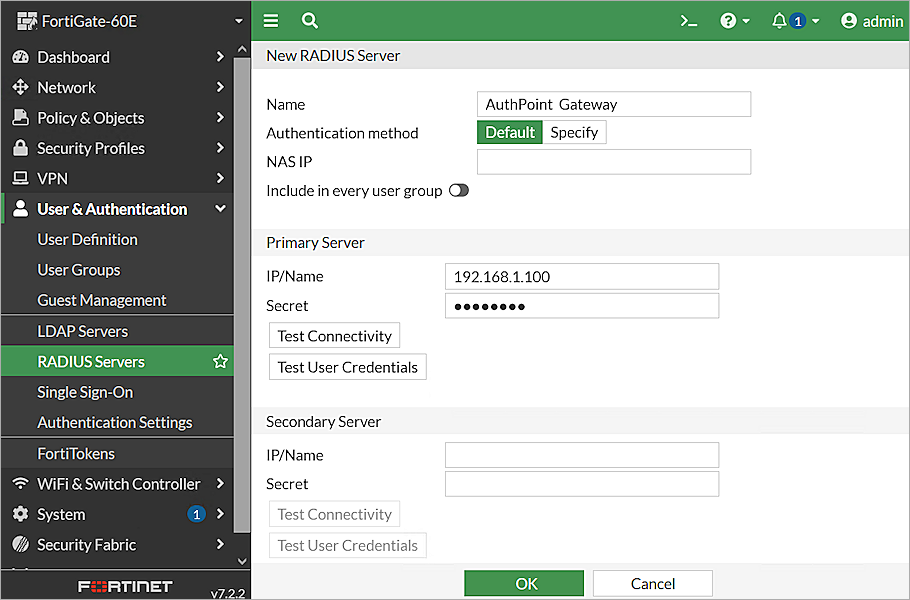 FortiGate-60E
1
admin
Dashboard
Network
Policy & Objects
Security Profiles
VPN
User & Authentication
User Definition
User Groups
Guest Management
LDAP Servers
RADIUS Servers
Single Sign-On
Authentication Settings
FortiTokens
WiFi & Switch Controller
System 1
Security Fabric
FORTINET
v7.2.2
New RADIUS Server
Name AuthPoint Gateway
Authentication method Default Specify
NAS IP
Include in every user group
Primary Server
IP/Name 192.168.1.100
Secret ●●●●●●●●
Test Connectivity
Test User Credentials
Secondary Server
IP/Name
Secret
Test Connectivity
Test User Credentials
OK Cancel